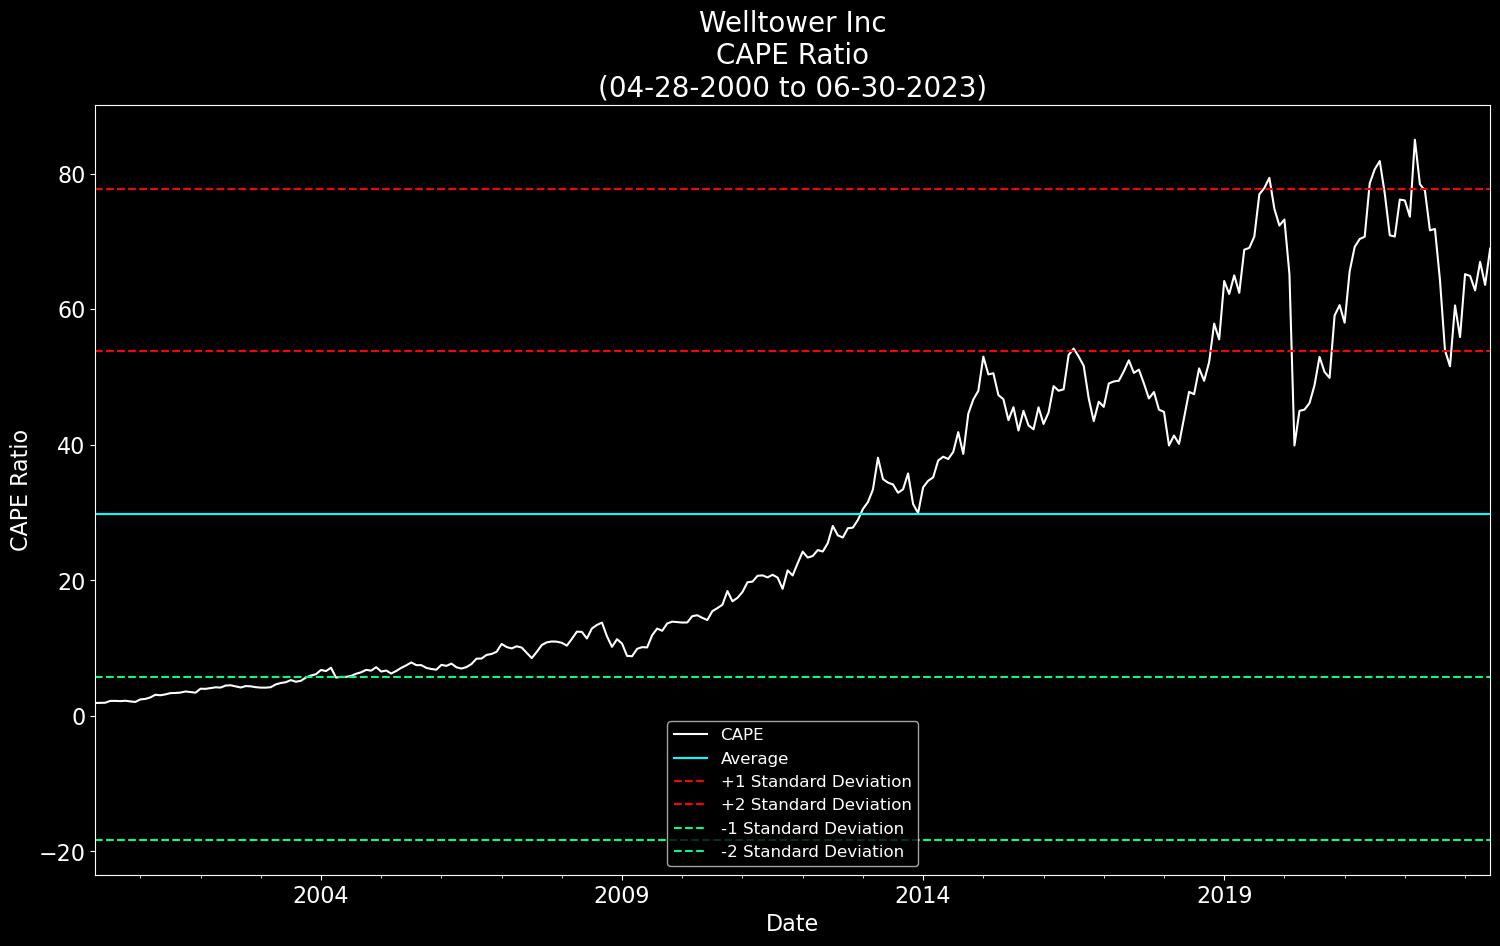 Welltower Inc
CAPE Ratio
(04-28-2000 to 06-30-2023)
CAPE Ratio
80
60
40
20
0
−20
CAPE
Average
+1 Standard Deviation
+2 Standard Deviation
-1 Standard Deviation
-2 Standard Deviation
2004 2009 2014 2019
Date